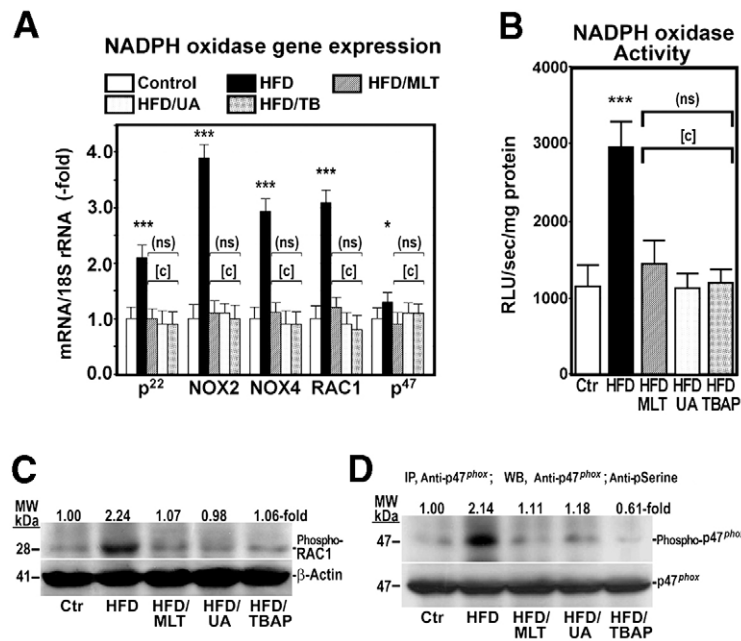 A
NADPH oxidase gene expression
Control HFD HFD/MLT
HFD/UA HFD/TB
mRNA/18S rRNA (-fold)
4.0
3.0
2.0
1.0
0.0
*** *** *** *** *
(ns) (ns) (ns) (ns) (ns)
[c] [c] [c] [c] [c]
p22 NOX2 NOX4 RAC1 p47
B
NADPH oxidase
Activity
RLU/sec/mg protein
4000
3000
2000
1000
0
***
(ns)
[c]
Ctr HFD HFD HFD HFD
MLT UA TBAP
C
MW
kDa
1.00 2.24 1.07 0.98 1.06-fold
28
Phospho-
RAC1
41
β-Actin
Ctr HFD HFD/ HFD/ HFD/
MLT UA TBAP
D
IP, Anti-p47phox; WB, Anti-p47phox; Anti-pSerine
MW
kDa
1.00 2.14 1.11 1.18 0.61-fold
47
Phospho-p47phox
47
p47phox
Ctr HFD HFD/ HFD/ HFD/
MLT UA TBAP